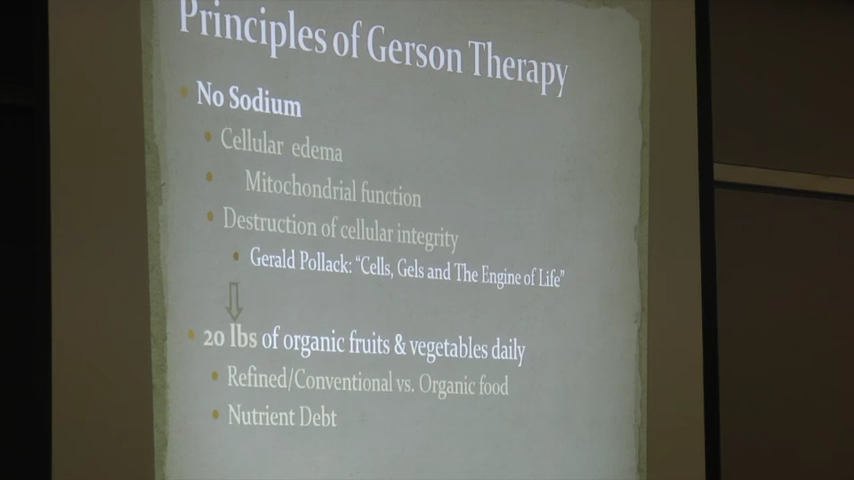 Principles of Gerson Therapy
No Sodium
Cellular edema
Mitochondrial function
Destruction of cellular integrity
Gerald Pollack: “Cells, Gels and The Engine of Life”
20 lbs of organic fruits & vegetables daily
Refined/Conventional vs. Organic food
Nutrient Debt